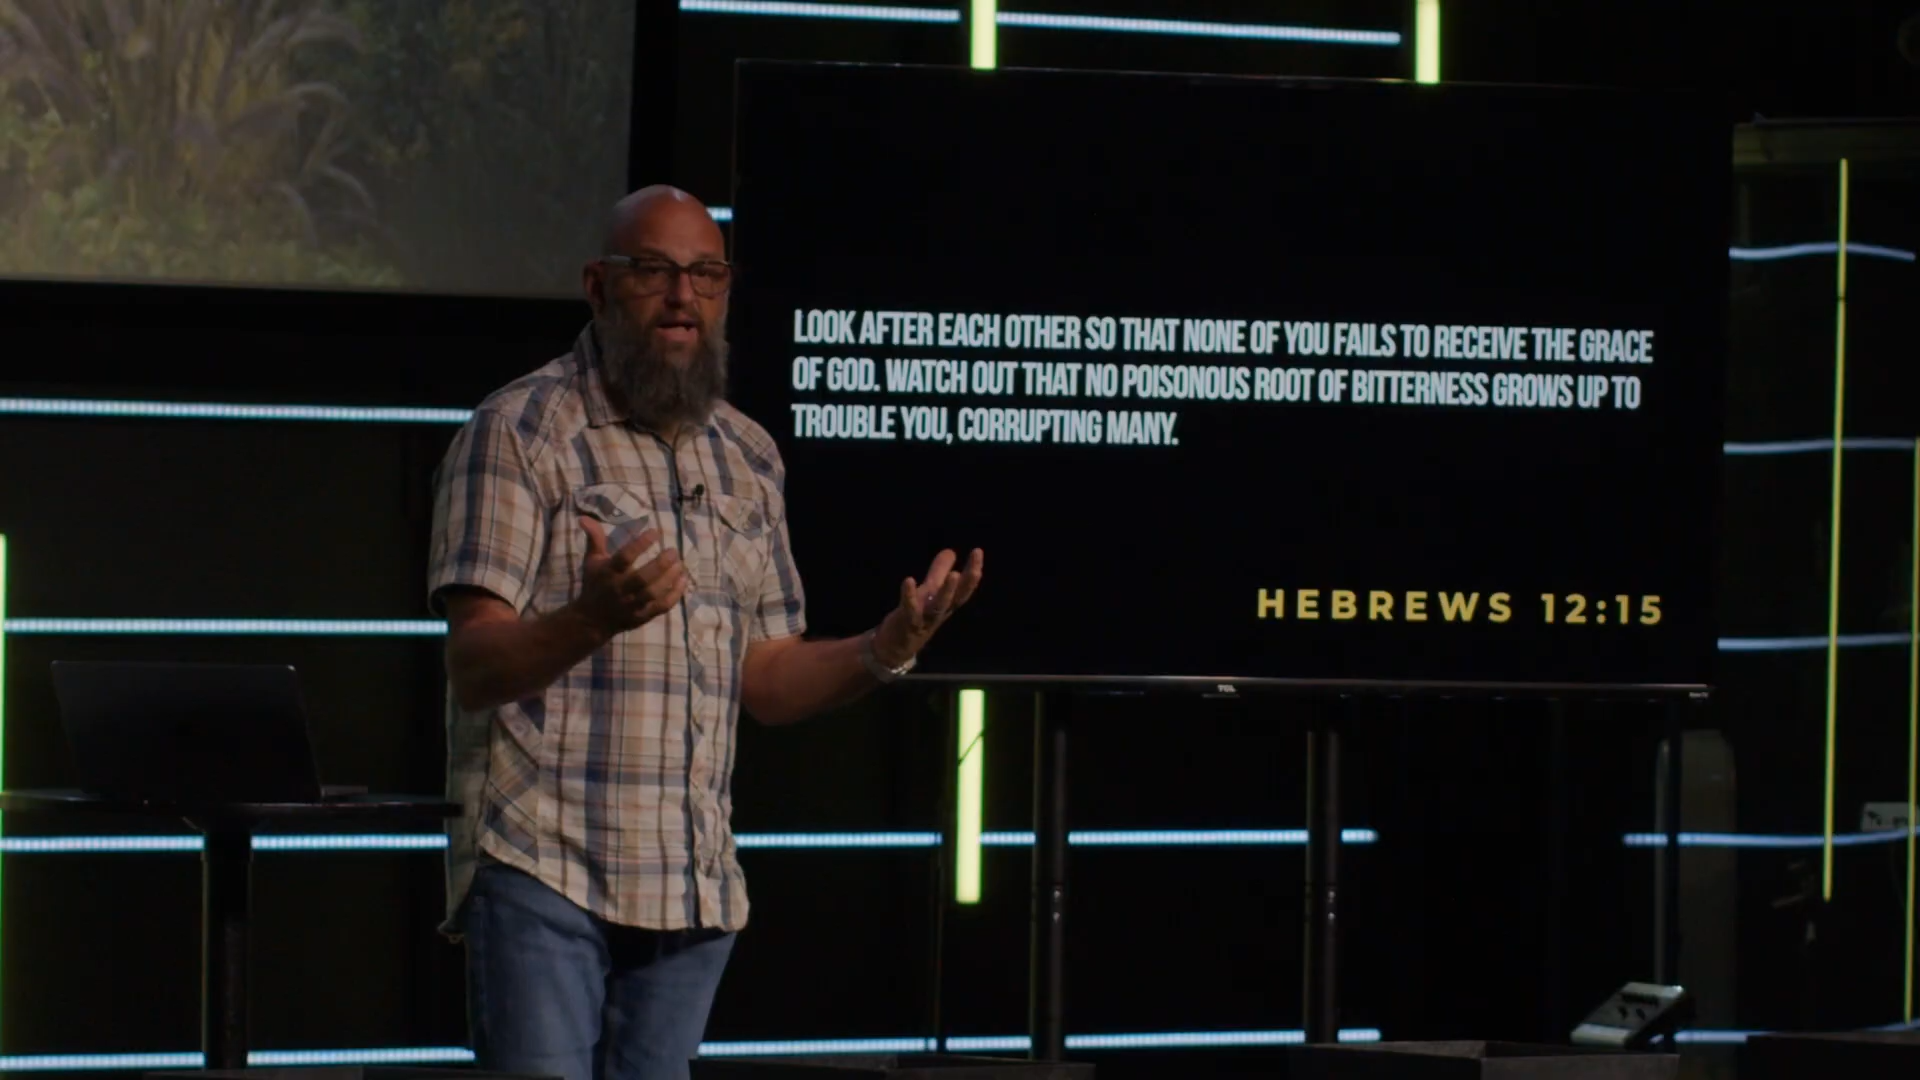 LOOK AFTER EACH OTHER SO THAT NONE OF YOU FAILS TO RECEIVE THE GRACE
OF GOD. WATCH OUT THAT NO POISONOUS ROOT OF BITTERNESS GROWS UP TO
TROUBLE YOU, CORRUPTING MANY.
HEBREWS 12:15
TCL